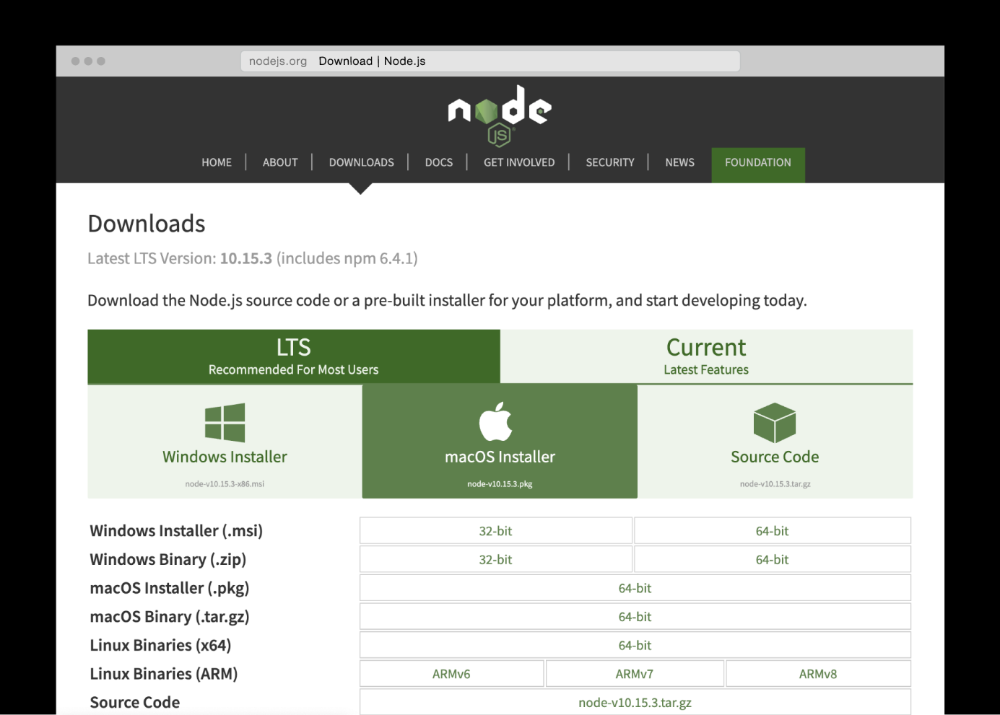 nodejs.org Download | Node.js
node
JS
HOME | ABOUT | DOWNLOADS | DOCS | GET INVOLVED | SECURITY | NEWS FOUNDATION
Downloads
Latest LTS Version: 10.15.3 (includes npm 6.4.1)
Download the Node.js source code or a pre-built installer for your platform, and start developing today.
LTS Current
Recommended For Most Users Latest Features
Windows Installer macOS Installer Source Code
node-v10.15.3-x86.msi node-v10.15.3.pkg node-v10.15.3.tar.gz
Windows Installer (.msi) 32-bit 64-bit
Windows Binary (.zip) 32-bit 64-bit
macOS Installer (.pkg) 64-bit
macOS Binary (.tar.gz) 64-bit
Linux Binaries (x64) 64-bit
Linux Binaries (ARM) ARMv6 ARMv7 ARMv8
Source Code node-v10.15.3.tar.gz